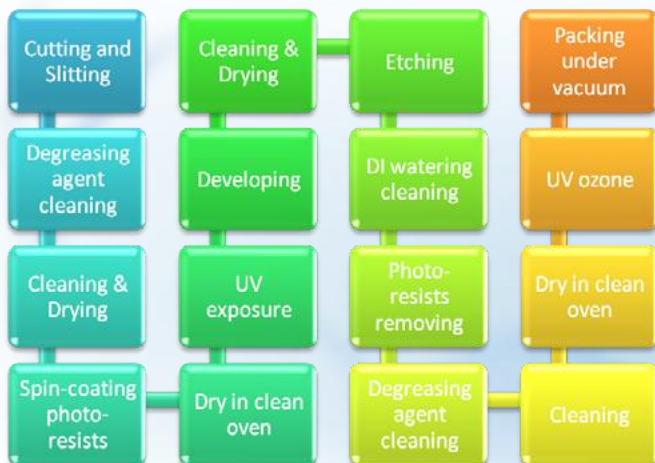 Cutting and
Slitting
Degreasing
agent
cleaning
Cleaning &
Drying
Spin-coating
photo-
resists
Dry in clean
oven
UV
exposure
Developing
Cleaning &
Drying
Etching
DI watering
cleaning
Photo-
resists
removing
Degreasing
agent
cleaning
Cleaning
Dry in clean
oven
UV ozone
Packing
under
vacuum